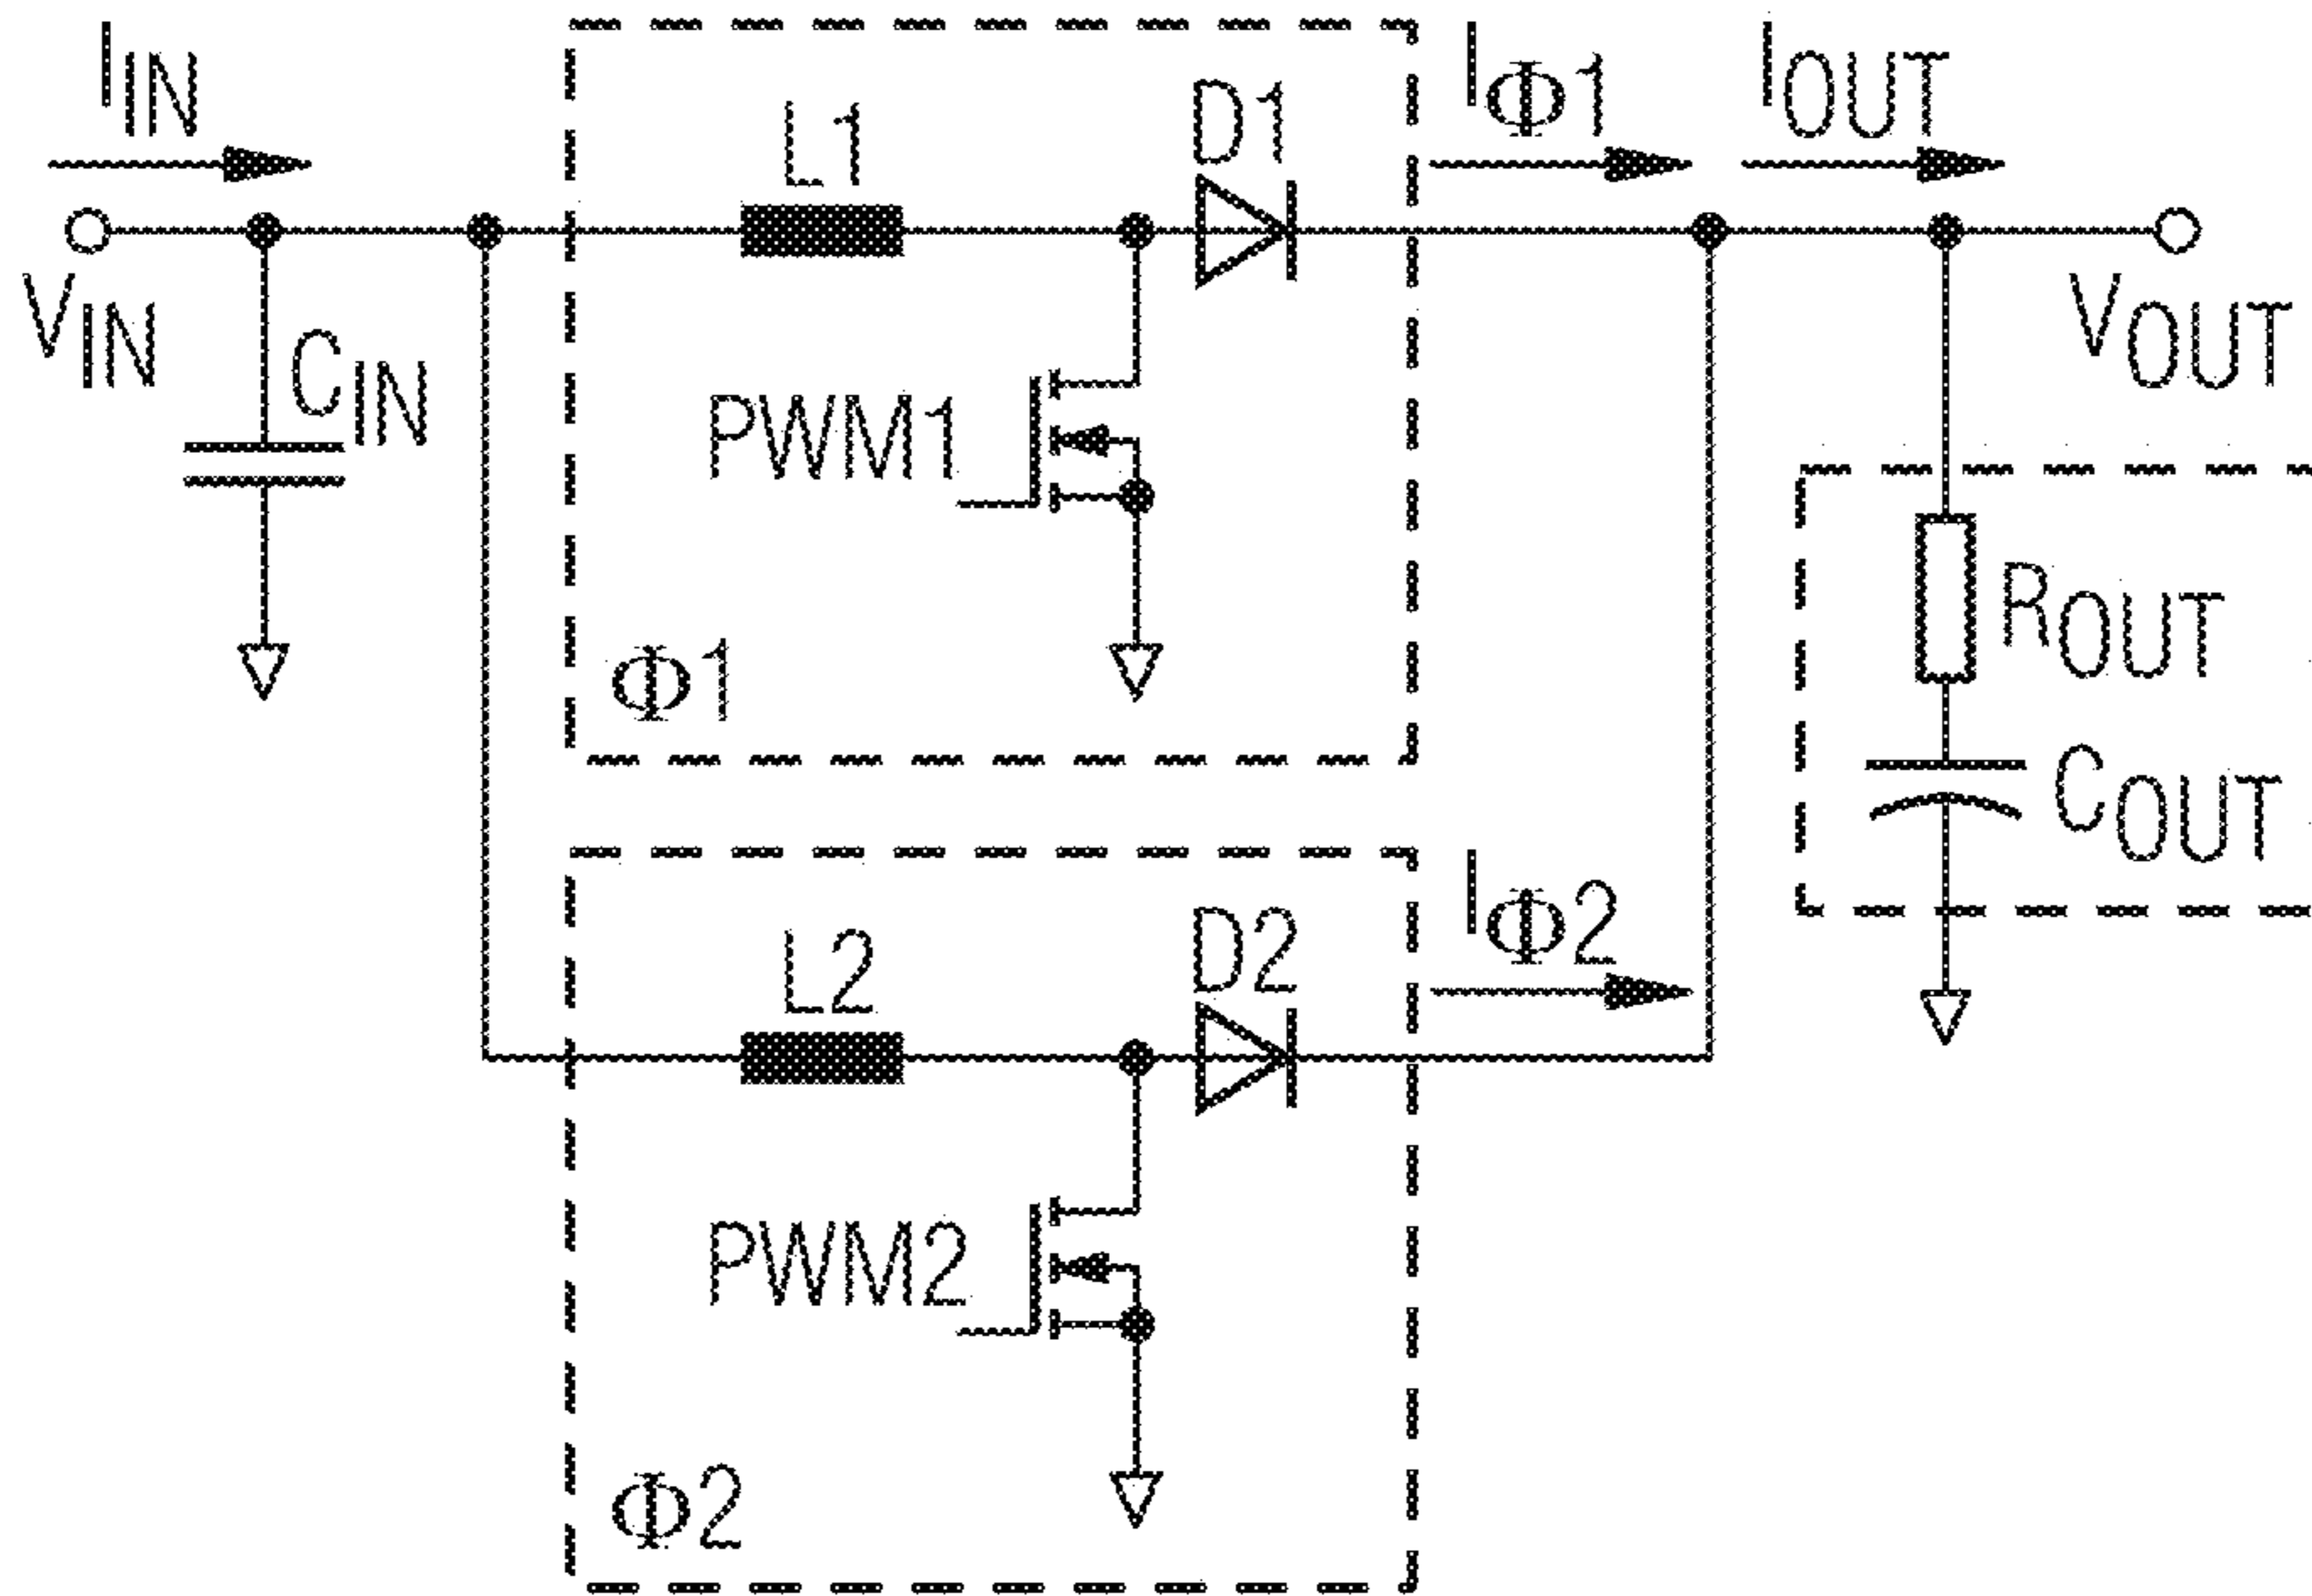 IIN
IΦ1
IOUT
L1
D1
VIN
VOUT
CIN
PWM1
ROUT
Φ1
COUT
IΦ2
L2
D2
PWM2
Φ2